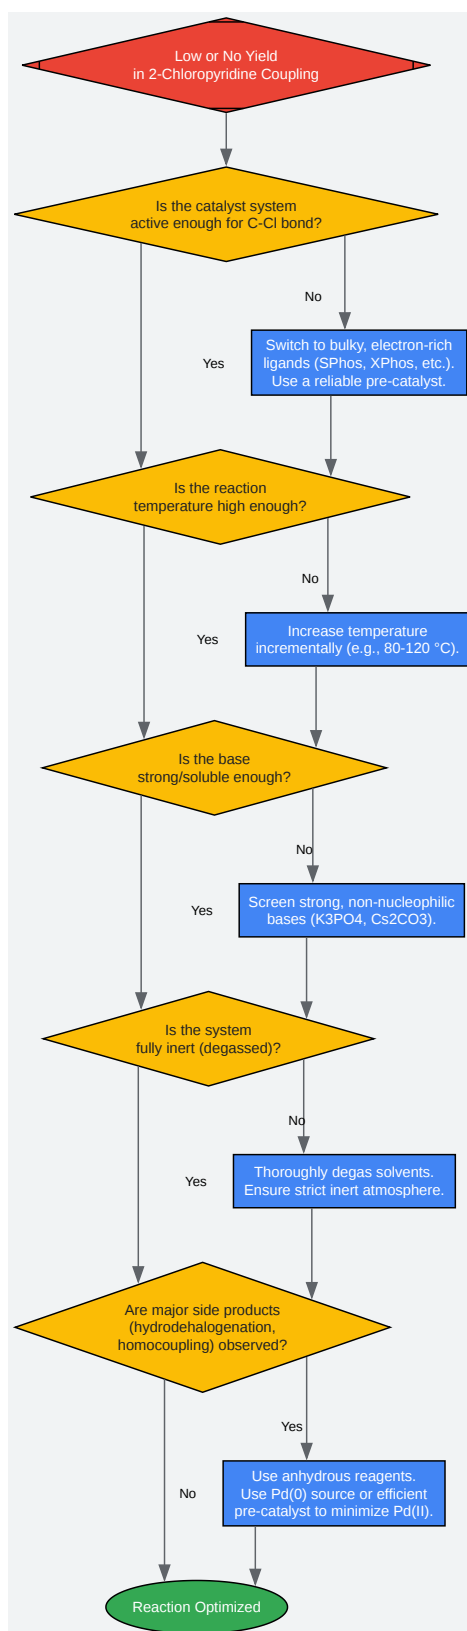 Low or No Yield
in 2-Chloropyridine Coupling
Is the catalyst system
active enough for C-Cl bond?
No
Switch to bulky, electron-rich
ligands (SPhos, XPhos, etc.).
Use a reliable pre-catalyst.
Yes
Is the reaction
temperature high enough?
No
Increase temperature
incrementally (e.g., 80-120 °C).
Yes
Is the base
strong/soluble enough?
No
Screen strong, non-nucleophilic
bases (K3PO4, Cs2CO3).
Yes
Is the system
fully inert (degassed)?
No
Thoroughly degas solvents.
Ensure strict inert atmosphere.
Yes
Are major side products
(hydrodehalogenation,
homocoupling) observed?
Yes
Use anhydrous reagents.
Use Pd(0) source or efficient
pre-catalyst to minimize Pd(II).
No
Reaction Optimized